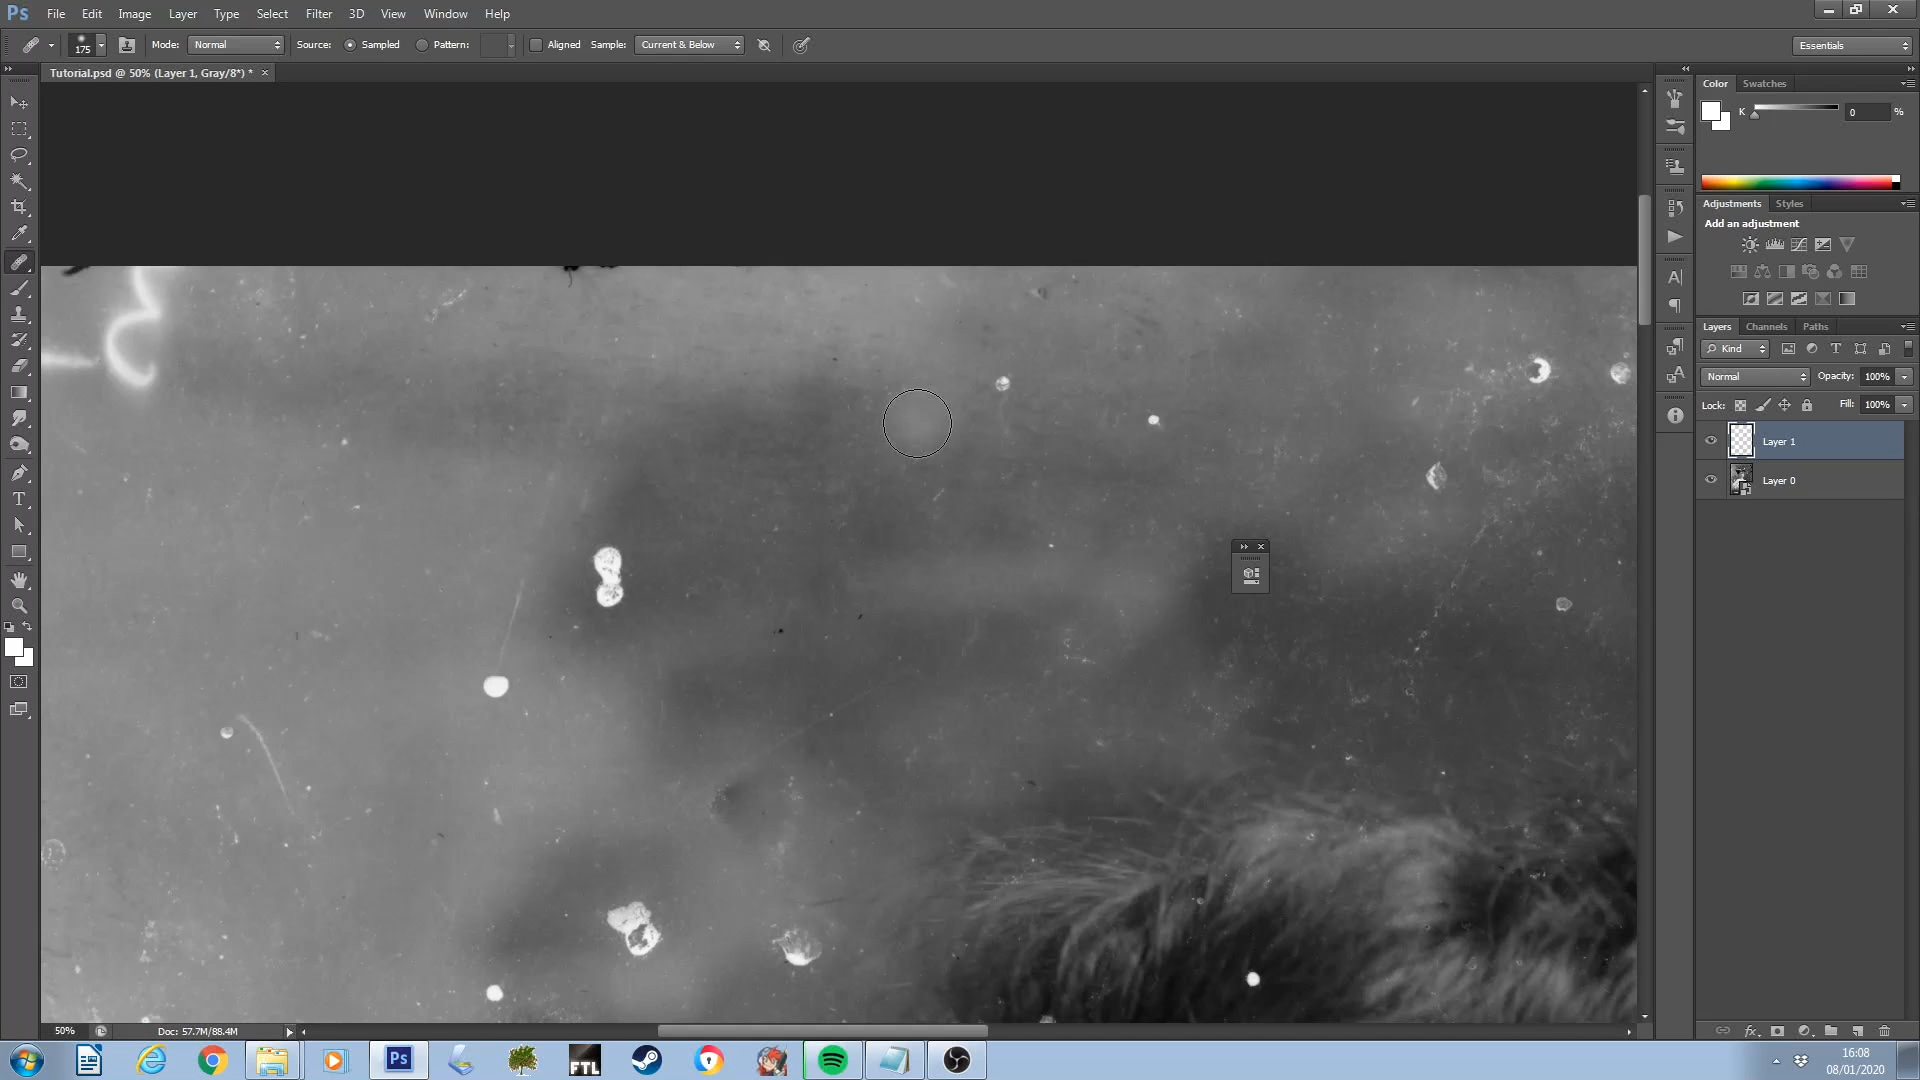 Ps File Edit Image Layer Type Select Filter 3D View Window Help
175 Mode: Normal Source: Sampled Pattern: Aligned Sample: Current & Below Essentials
Tutorial.psd @ 50% (Layer 1, Gray/8*) * ×
Color Swatches
K 0 %
Adjustments Styles
Add an adjustment
Layers Channels Paths
Kind
Normal Opacity: 100%
Lock: Fill: 100%
Layer 1
Layer 0
50% Doc: 57.7M/88.4M
Ps FTL
16:08
08/01/2020